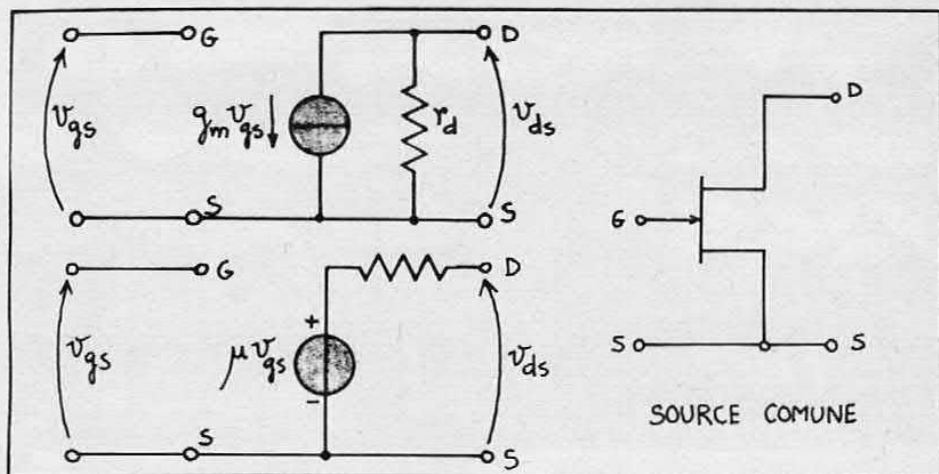 G
D
v_gs
g_m v_gs
r_d
v_ds
S
S
G
D
v_gs
+
μ v_gs
-
v_ds
S
S
D
G
S
S
SOURCE COMUNE